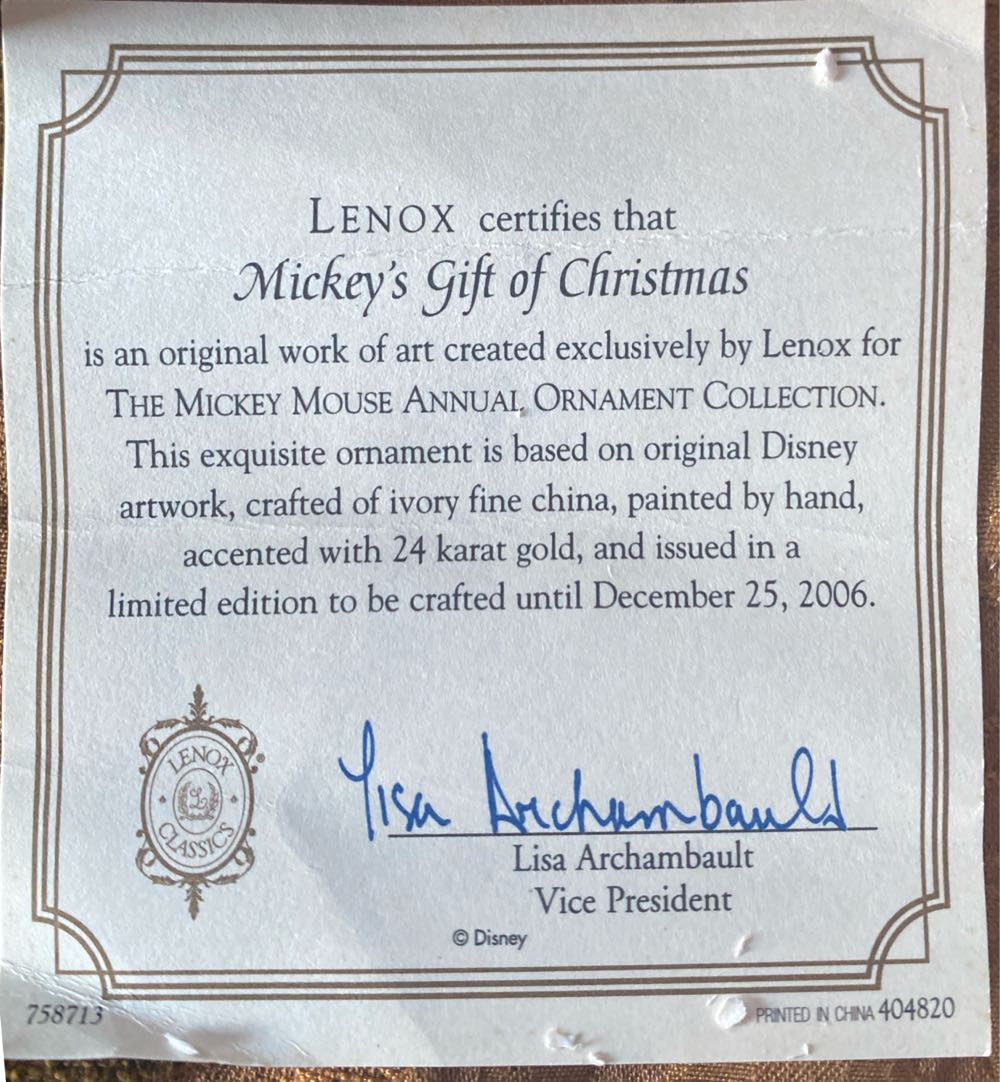 LENOX certifies that
Mickey's Gift of Christmas
is an original work of art created exclusively by Lenox for
THE MICKEY MOUSE ANNUAL ORNAMENT COLLECTION.
This exquisite ornament is based on original Disney
artwork, crafted of ivory fine china, painted by hand,
accented with 24 karat gold, and issued in a
limited edition to be crafted until December 25, 2006.
LENOX
L
CLASSICS
®
Lisa Archambault
Lisa Archambault
Vice President
© Disney
758713
PRINTED IN CHINA 404820